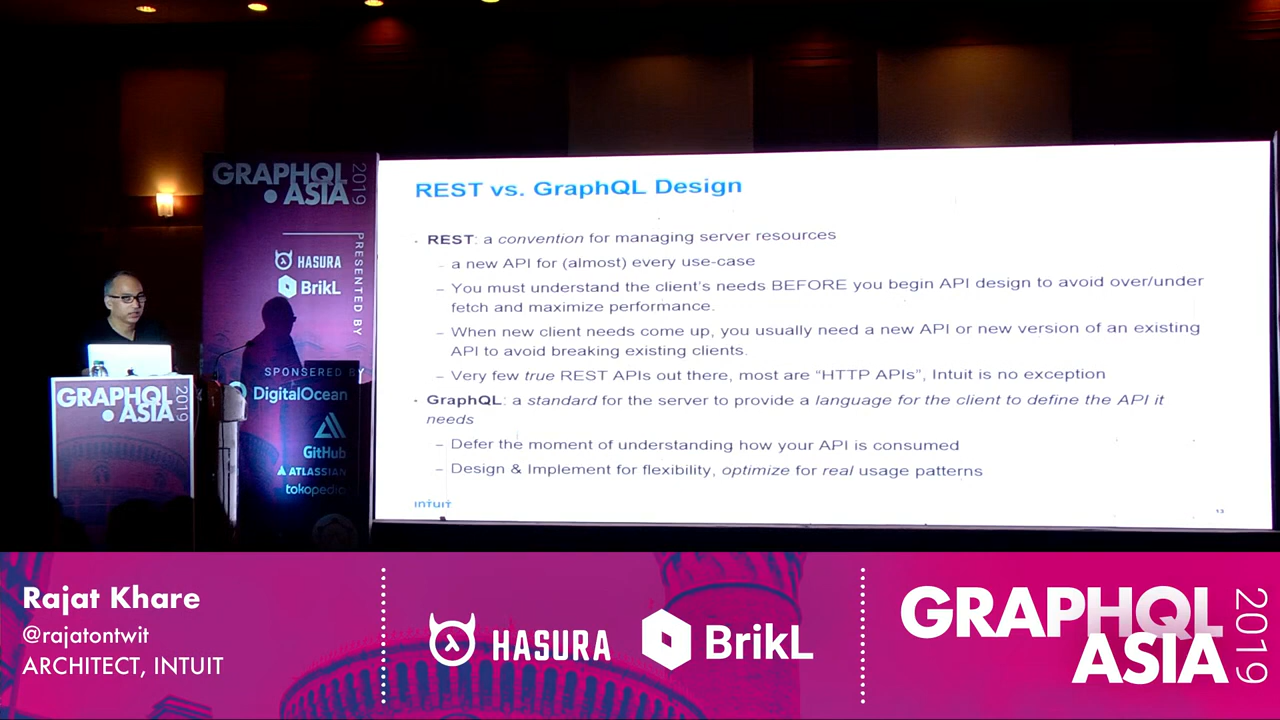 GRAPHQL
ASIA
2019
PRESENTED BY
HASURA
BrikL
SPONSERED BY
DigitalOcean
GitHub
ATLASSIAN
tokopedia
GRAPHQL
ASIA
2019
REST vs. GraphQL Design
· REST: a convention for managing server resources
– a new API for (almost) every use-case
– You must understand the client's needs BEFORE you begin API design to avoid over/under
fetch and maximize performance.
– When new client needs come up, you usually need a new API or new version of an existing
API to avoid breaking existing clients.
– Very few true REST APIs out there, most are “HTTP APIs”, Intuit is no exception
· GraphQL: a standard for the server to provide a language for the client to define the API it
needs
– Defer the moment of understanding how your API is consumed
– Design & Implement for flexibility, optimize for real usage patterns
INTUIT
13
Rajat Khare
@rajatontwit
ARCHITECT, INTUIT
HASURA
BrikL
GRAPHQL
ASIA
2019